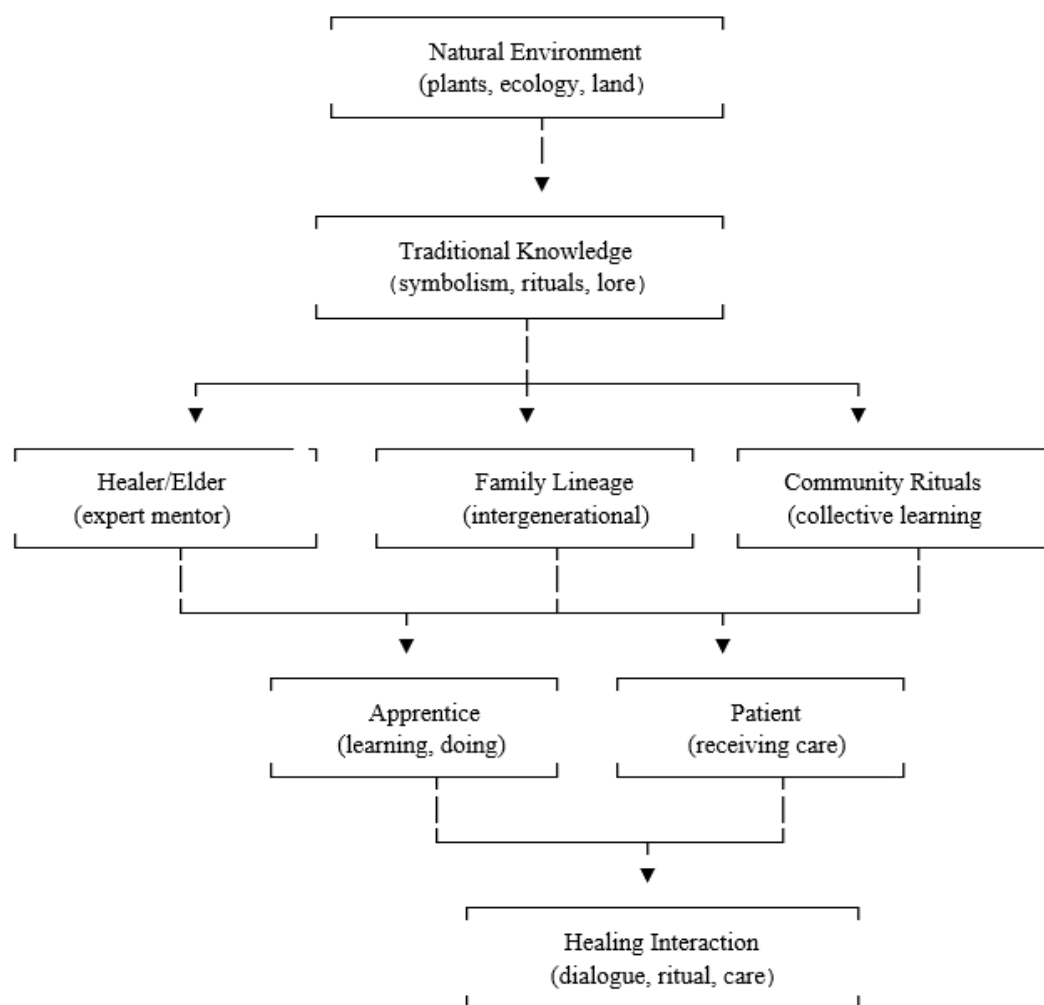 Natural Environment
(plants, ecology, land)
Traditional Knowledge
(symbolism, rituals, lore)
Healer/Elder
(expert mentor)
Family Lineage
(intergenerational)
Community Rituals
(collective learning
Apprentice
(learning, doing)
Patient
(receiving care)
Healing Interaction
(dialogue, ritual, care)